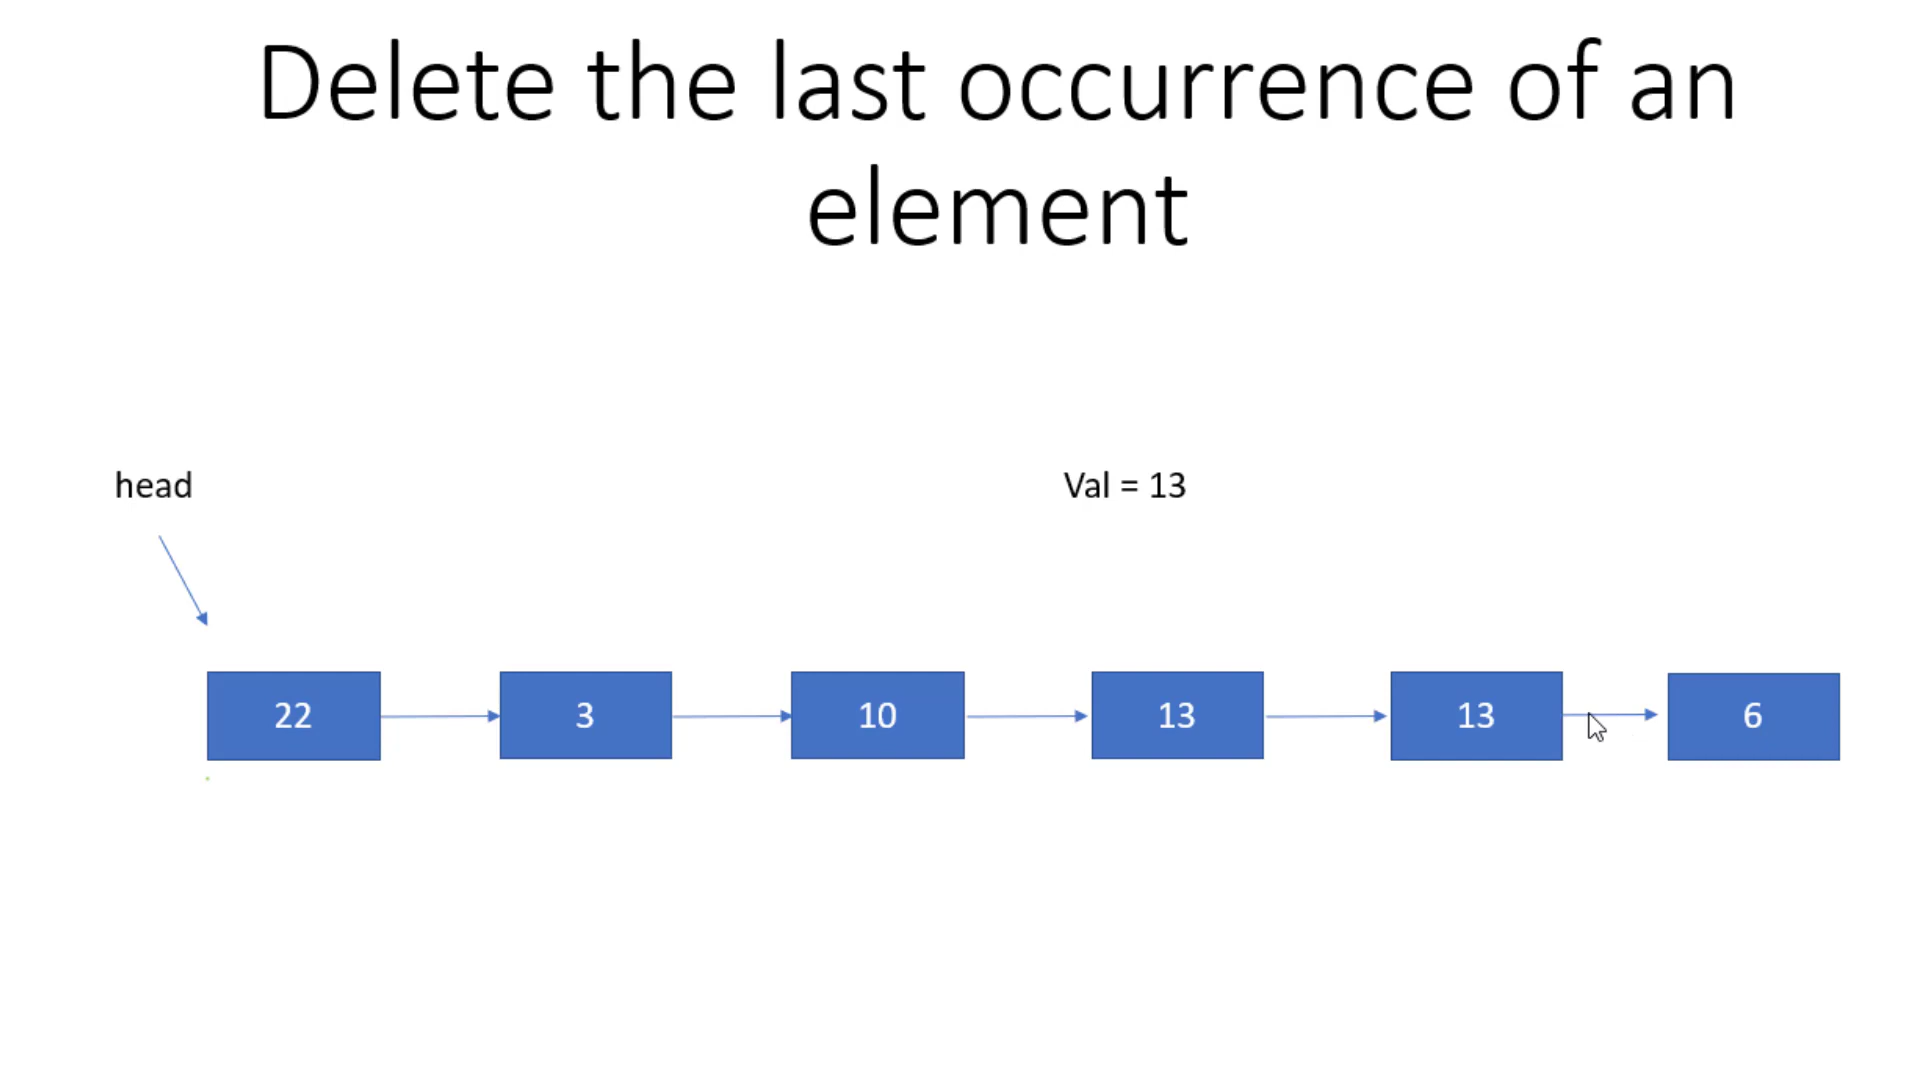 Delete the last occurrence of an
element
head
Val = 13
22
3
10
13
13
6